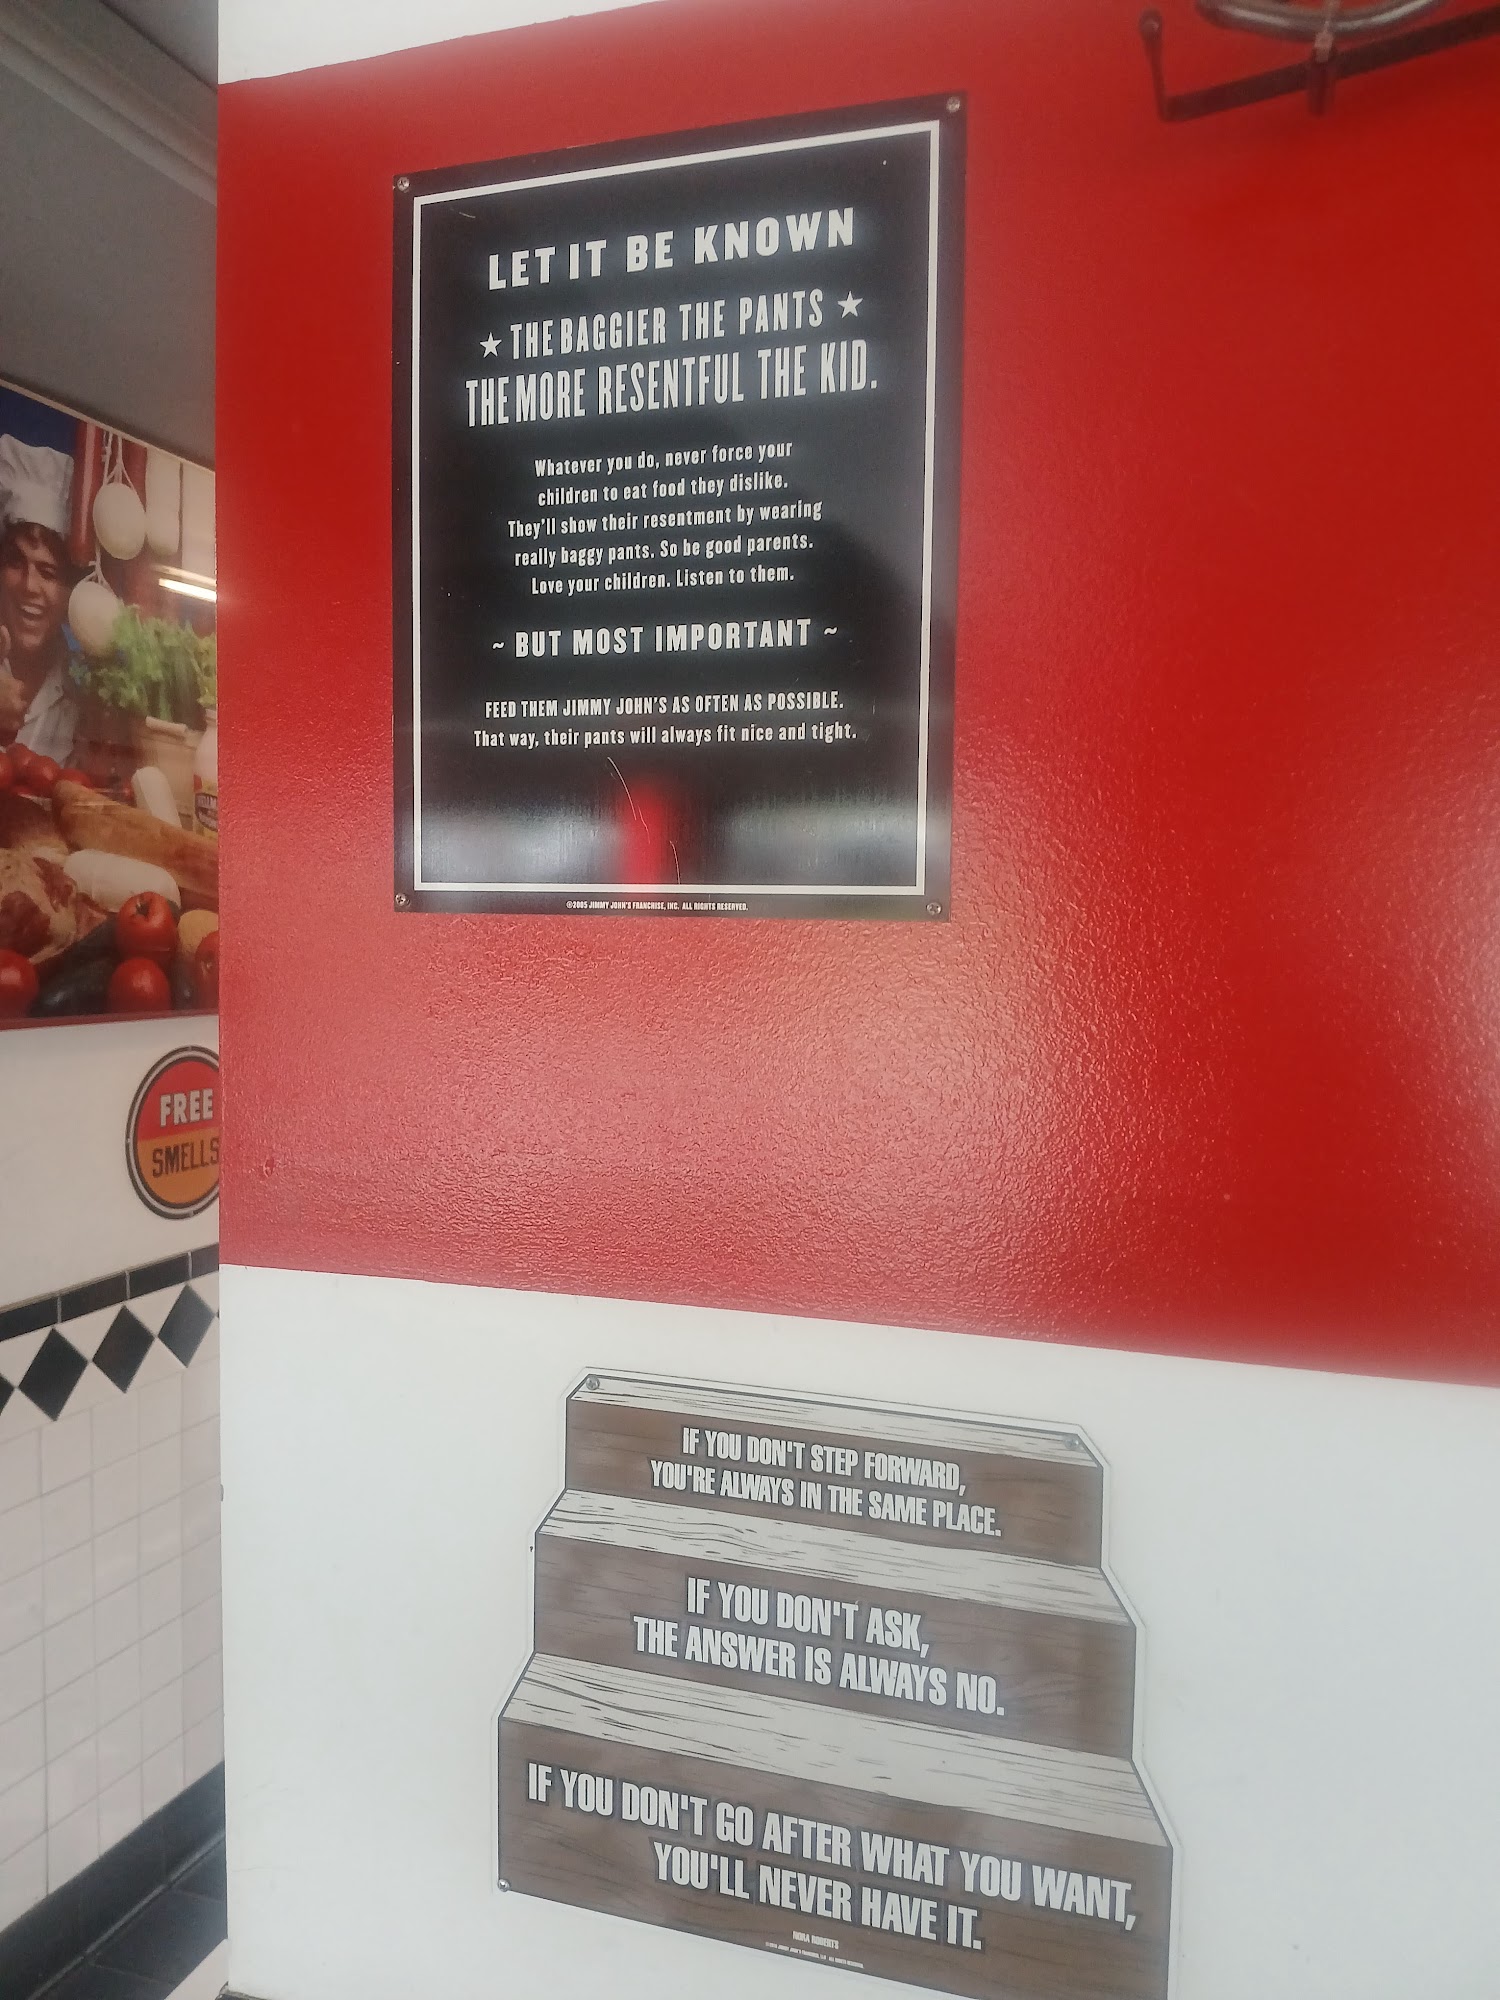 LET IT BE KNOWN
THE BAGGIER THE PANTS
THE MORE RESENTFUL THE KID.
Whatever you do, never force your
children to eat food they dislike.
They'll show their resentment by wearing
really baggy pants. So be good parents.
Love your children. Listen to them.
~ BUT MOST IMPORTANT ~
FEED THEM JIMMY JOHN'S AS OFTEN AS POSSIBLE.
That way, their pants will always fit nice and tight.
©2005 JIMMY JOHN'S FRANCHISE, INC. ALL RIGHTS RESERVED.
FREE
SMELLS
IF YOU DON'T STEP FORWARD,
YOU'RE ALWAYS IN THE SAME PLACE.
IF YOU DON'T ASK,
THE ANSWER IS ALWAYS NO.
IF YOU DON'T GO AFTER WHAT YOU WANT,
YOU'LL NEVER HAVE IT.
NORA ROBERTS